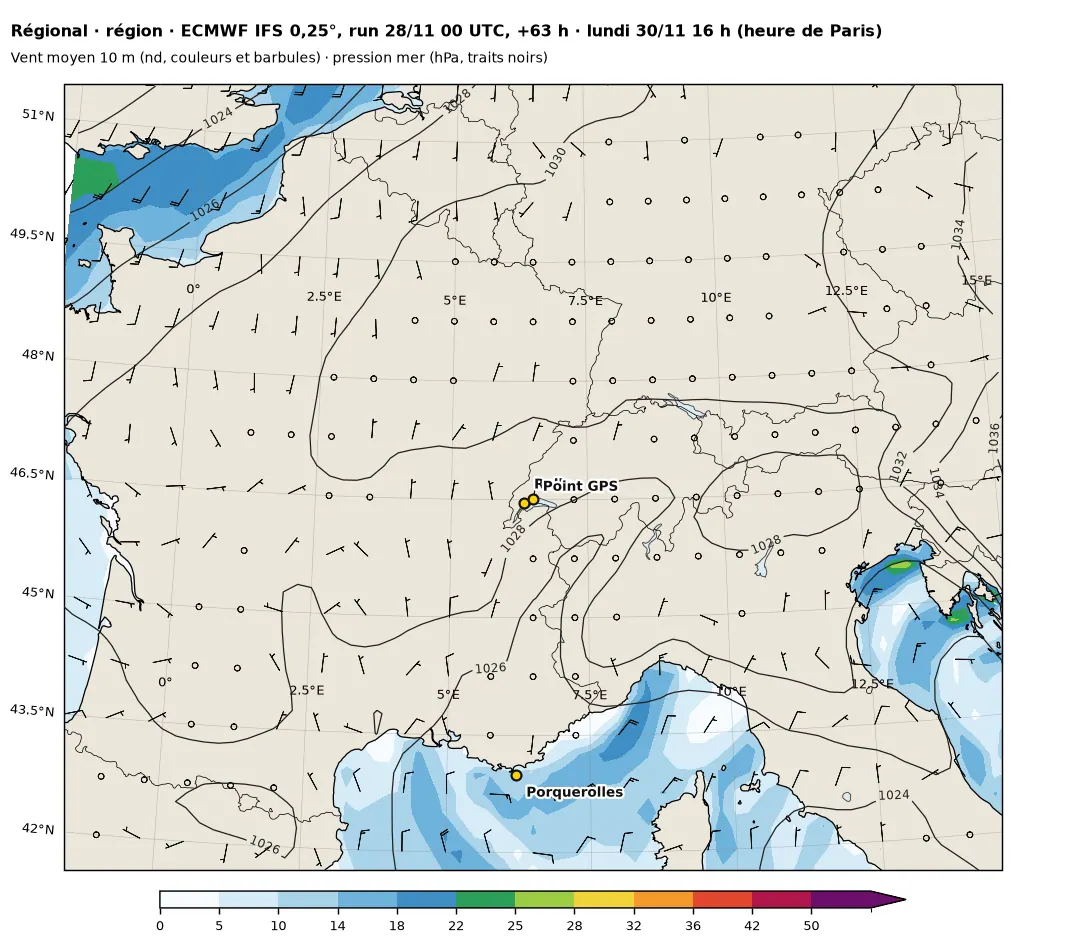 Régional · région · ECMWF IFS 0,25°, run 28/11 00 UTC, +63 h · lundi 30/11 16 h (heure de Paris)
Vent moyen 10 m (nd, couleurs et barbules) · pression mer (hPa, traits noirs)
1028
1024
51°N
1030
1026
1034
49.5°N
0°
2.5°E
5°E
7.5°E
10°E
12.5°E
15°E
48°N
1036
1032
1034
46.5°N
Point GPS
1028
1028
45°N
1026
0°
2.5°E
5°E
7.5°E
10°E
12.5°E
43.5°N
Porquerolles
1024
42°N
1026
0
5
10
14
18
22
25
28
32
36
42
50